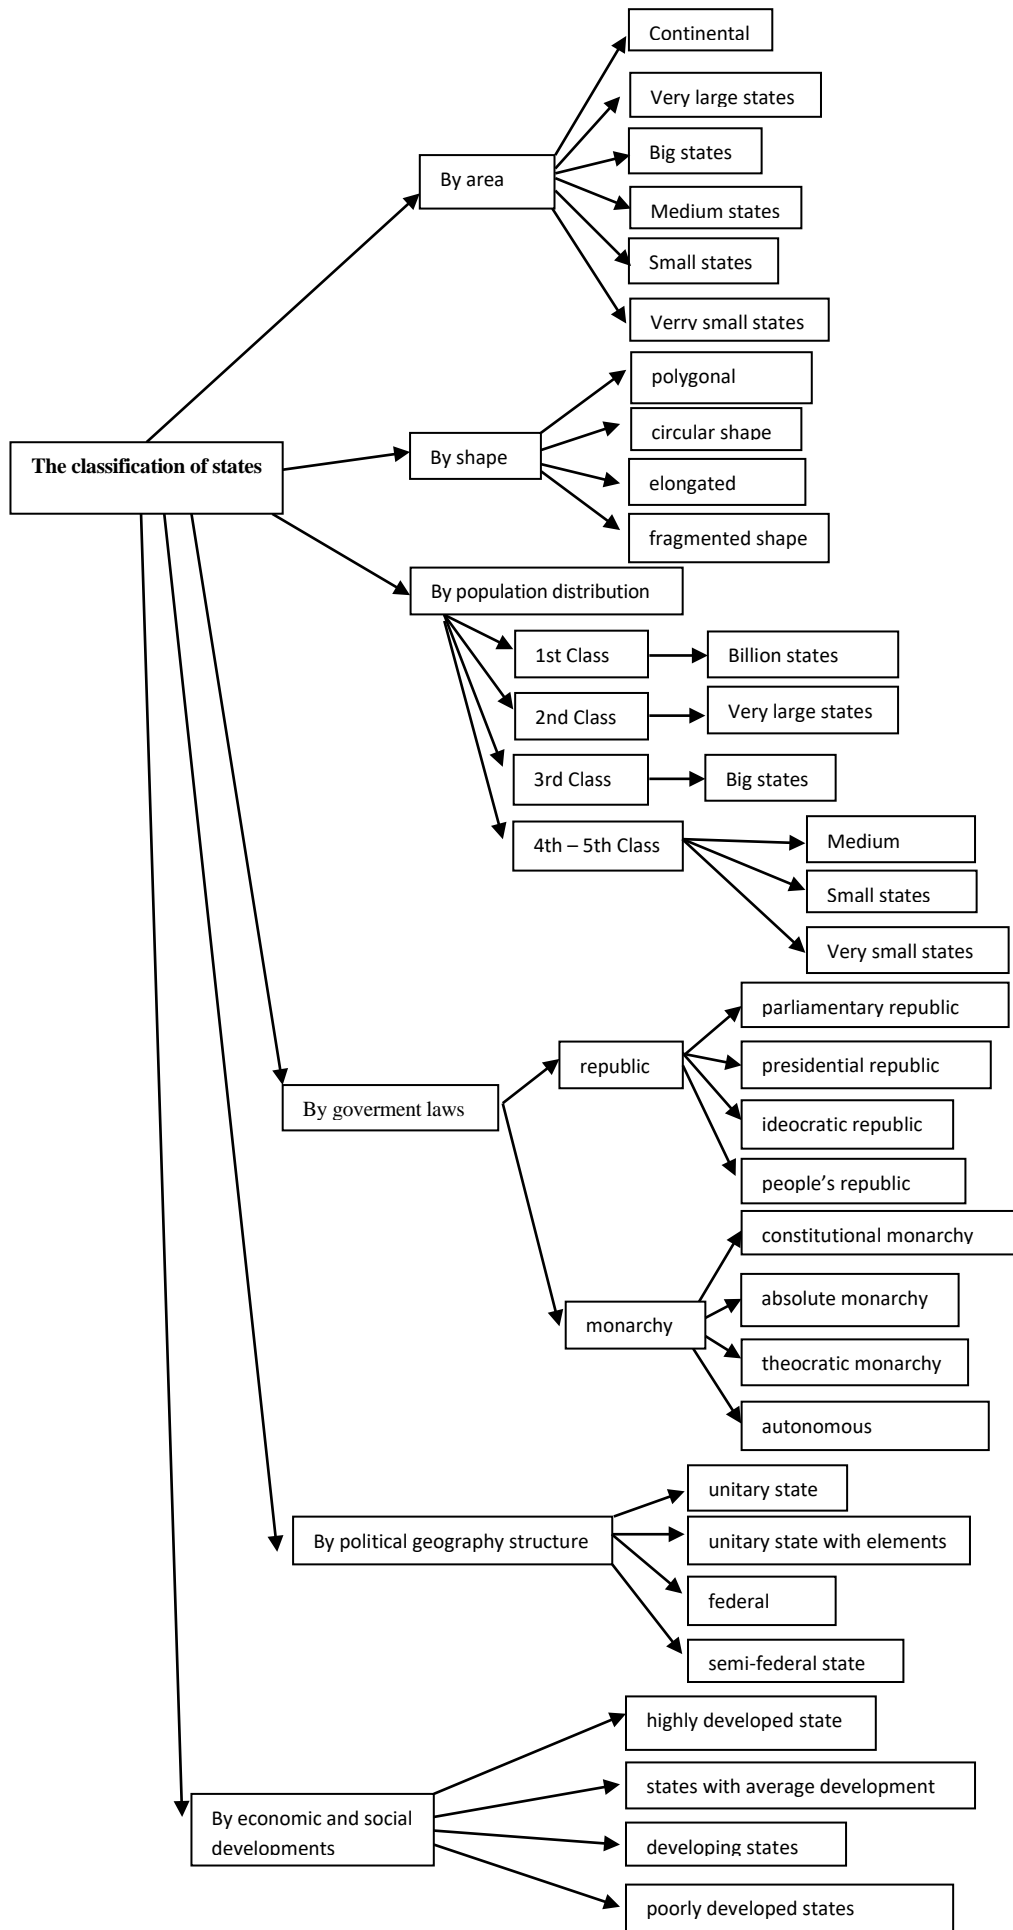 Continental
Very large states
Big states
By area
Medium states
Small states
Verry small states
polygonal
circular shape
By shape
The classification of states
elongated
fragmented shape
By population distribution
1st Class
Billion states
2nd Class
Very large states
3rd Class
Big states
4th – 5th Class
Medium
Small states
Very small states
parliamentary republic
republic
presidential republic
By goverment laws
ideocratic republic
people’s republic
constitutional monarchy
absolute monarchy
monarchy
theocratic monarchy
autonomous
unitary state
By political geography structure
unitary state with elements
federal
semi-federal state
highly developed state
states with average development
By economic and social
developments
developing states
poorly developed states